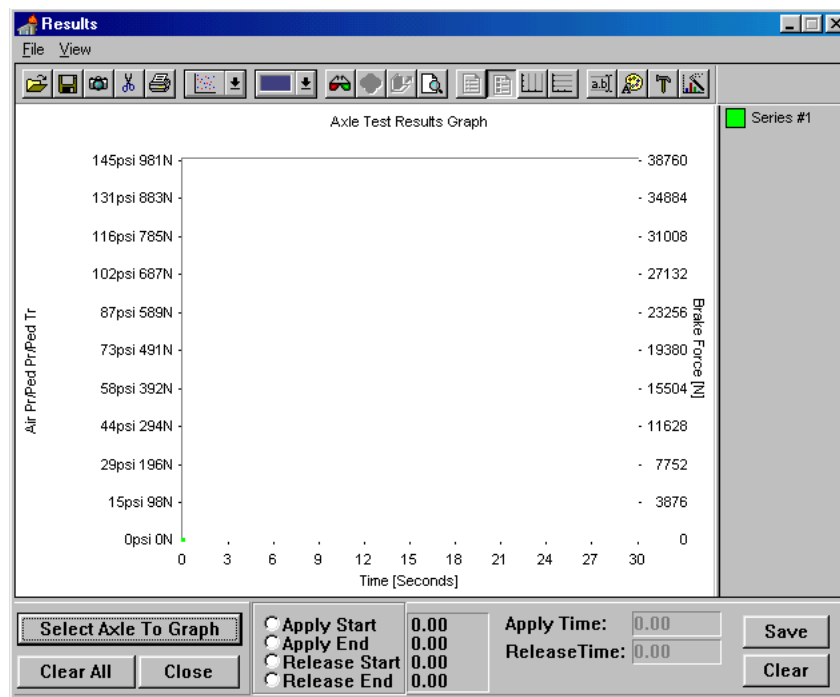 Results
File View
a.b
Axle Test Results Graph
Series #1
Air Pr/Ped Pr/Ped Tr
145psi 981N
131psi 883N
116psi 785N
102psi 687N
87psi 589N
73psi 491N
58psi 392N
44psi 294N
29psi 196N
15psi 98N
0psi 0N
38760
34884
31008
27132
23256
19380
15504
11628
7752
3876
0
Brake Force [N]
0 3 6 9 12 15 18 21 24 27 30
Time [Seconds]
Select Axle To Graph
Clear All Close
Apply Start 0.00
Apply End 0.00
Release Start 0.00
Release End 0.00
Apply Time: 0.00
ReleaseTime: 0.00
Save
Clear